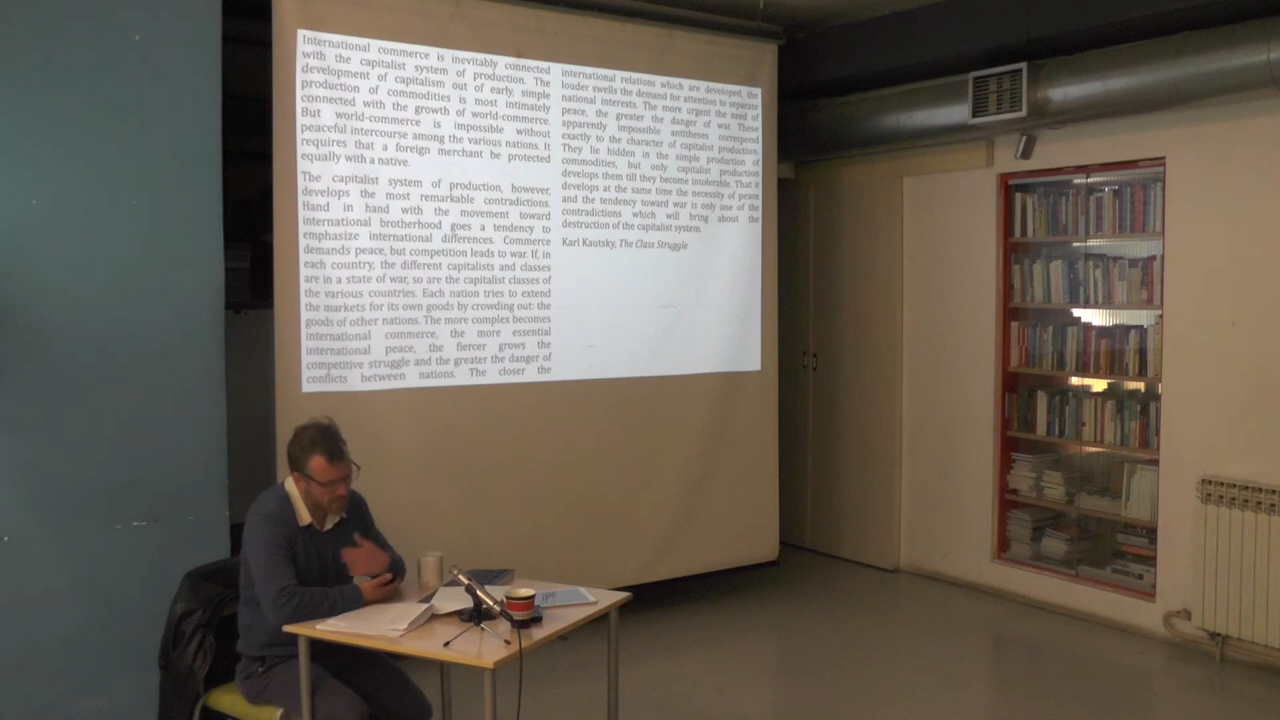 International commerce is inevitably connected
with the capitalist system of production. The
development of capitalism out of early, simple
production of commodities is most intimately
connected with the growth of world-commerce.
But world-commerce is impossible without
peaceful intercourse among the various nations. It
requires that a foreign merchant be protected
equally with a native.
The capitalist system of production, however,
develops the most remarkable contradictions.
Hand in hand with the movement toward
international brotherhood goes a tendency to
emphasize international differences. Commerce
demands peace, but competition leads to war. If, in
each country, the different capitalists and classes
are in a state of war, so are the capitalist classes of
the various countries. Each nation tries to extend
the markets for its own goods by crowding out: the
goods of other nations. The more complex becomes
international commerce, the more essential
international peace, the fiercer grows the
competitive struggle and the greater the danger of
conflicts between nations. The closer the
international relations which are developed, the
louder swells the demand for attention to separate
national interests. The more urgent the need of
peace, the greater the danger of war. These
apparently impossible antitheses correspond
exactly to the character of capitalist production.
They lie hidden in the simple production of
commodities, but only capitalist production
develops them till they become intolerable. That it
develops at the same time the necessity of peace
and the tendency toward war is only one of the
contradictions which will bring about the
destruction of the capitalist system.
Karl Kautsky, The Class Struggle